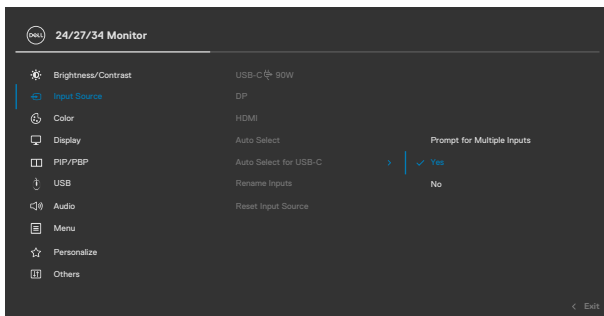 DELL 24/27/34 Monitor
Brightness/Contrast USB-C 90W
Input Source DP
Color HDMI
Display Auto Select Prompt for Multiple Inputs
PIP/PBP Auto Select for USB-C Yes
USB Rename Inputs No
Audio Reset Input Source
Menu
Personalize
Others
Exit